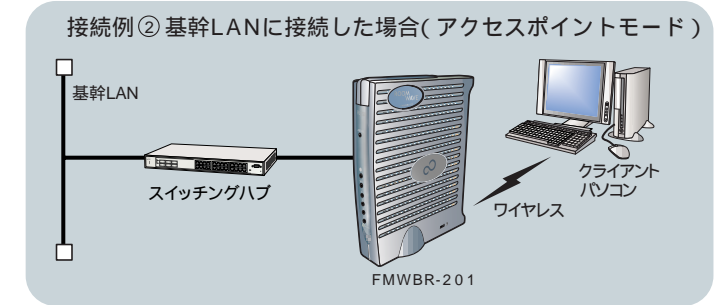 接続例②基幹LANに接続した場合(アクセスポイントモード)
基幹LAN
スイッチングハブ
クライアント
パソコン
ワイヤレス
FMWBR-201